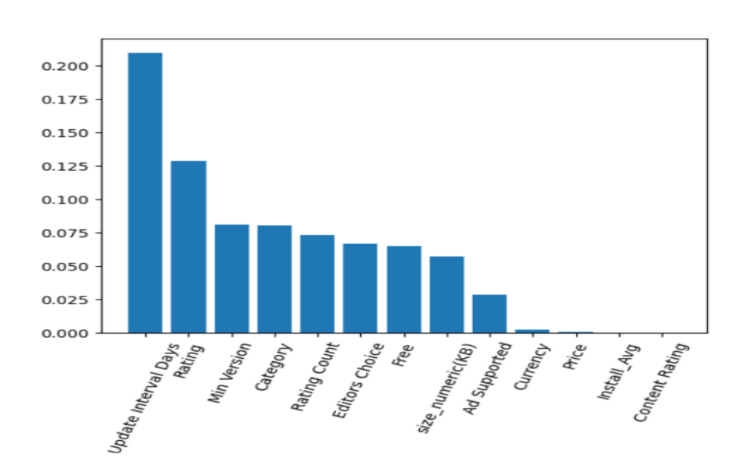 0.200
0.175
0.150
0.125
0.100
0.075
0.050
0.025
0.000
Update Interval Days
Rating
Min Version
Category
Rating Count
Editors Choice
Free
size_numeric(KB)
Ad Supported
Currency
Price
Install_Avg
Content Rating